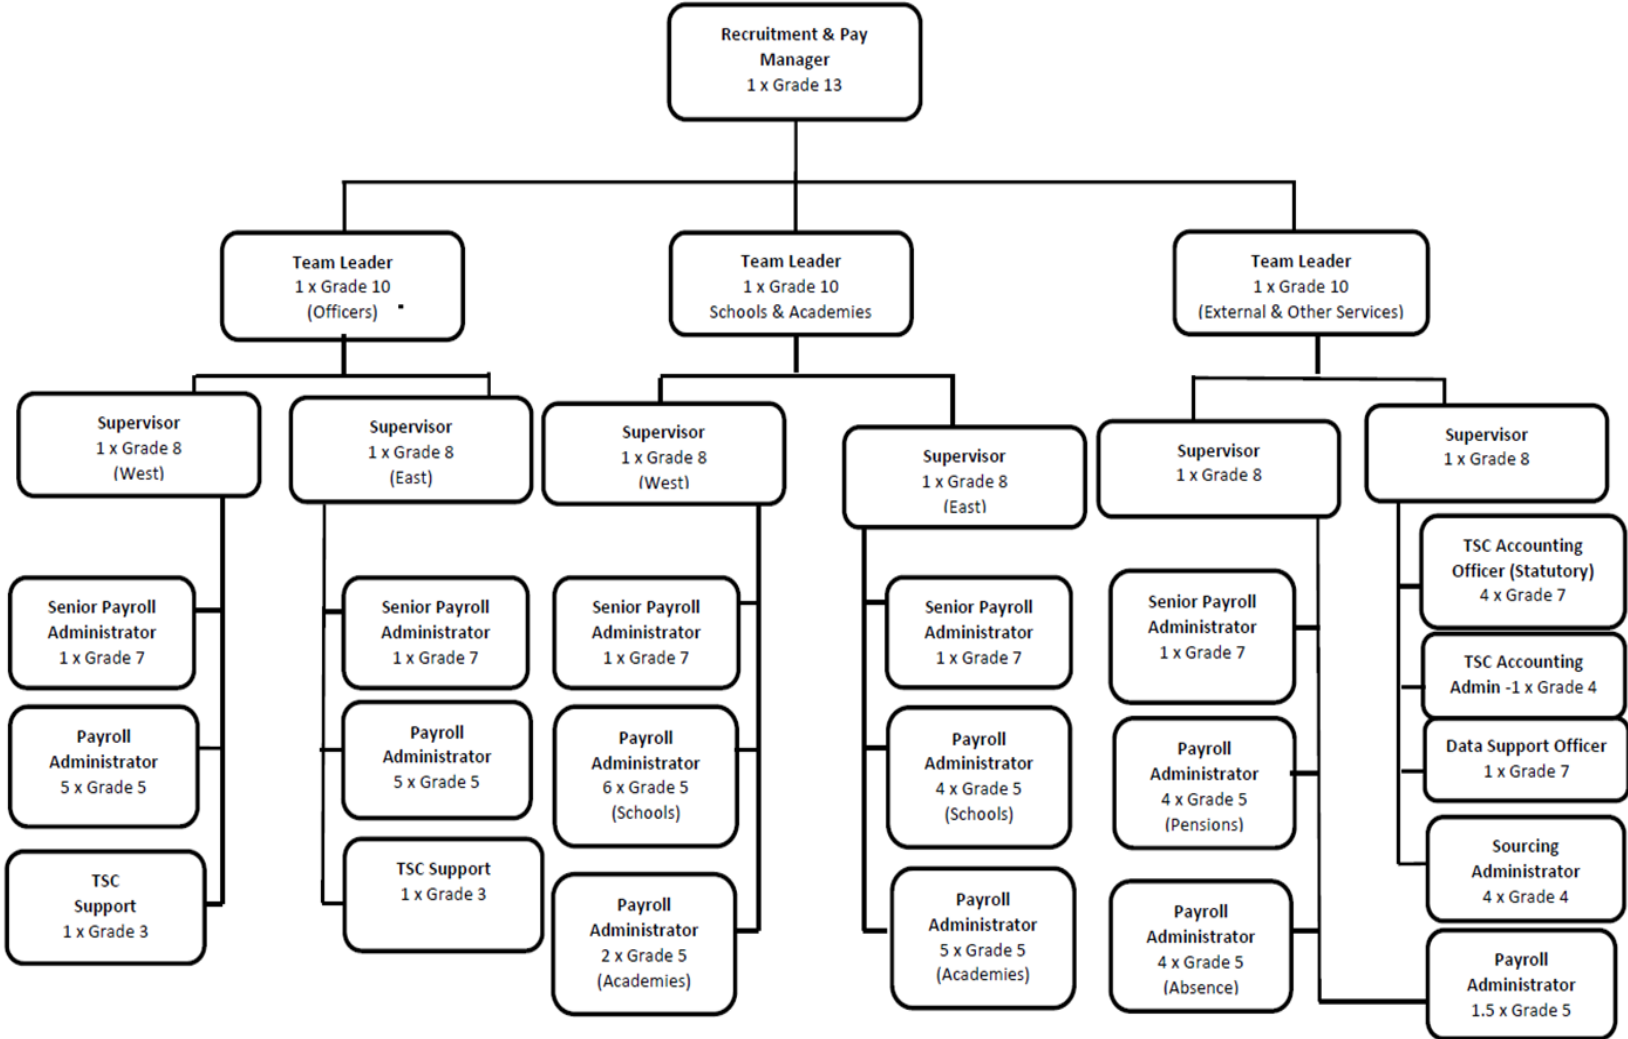 Recruitment & Pay
Manager
1 x Grade 13
Team Leader
1 x Grade 10
(Officers)
Team Leader
1 x Grade 10
Schools & Academies
Team Leader
1 x Grade 10
(External & Other Services)
Supervisor
1 x Grade 8
(West)
Supervisor
1 x Grade 8
(East)
Supervisor
1 x Grade 8
(West)
Supervisor
1 x Grade 8
(East)
Supervisor
1 x Grade 8
Supervisor
1 x Grade 8
Senior Payroll
Administrator
1 x Grade 7
Payroll
Administrator
5 x Grade 5
TSC
Support
1 x Grade 3
Senior Payroll
Administrator
1 x Grade 7
Payroll
Administrator
5 x Grade 5
TSC Support
1 x Grade 3
Senior Payroll
Administrator
1 x Grade 7
Payroll
Administrator
6 x Grade 5
(Schools)
Payroll
Administrator
2 x Grade 5
(Academies)
Senior Payroll
Administrator
1 x Grade 7
Payroll
Administrator
4 x Grade 5
(Schools)
Payroll
Administrator
5 x Grade 5
(Academies)
Senior Payroll
Administrator
1 x Grade 7
Payroll
Administrator
4 x Grade 5
(Pensions)
Payroll
Administrator
4 x Grade 5
(Absence)
TSC Accounting
Officer (Statutory)
4 x Grade 7
TSC Accounting
Admin -1 x Grade 4
Data Support Officer
1 x Grade 7
Sourcing
Administrator
4 x Grade 4
Payroll
Administrator
1.5 x Grade 5